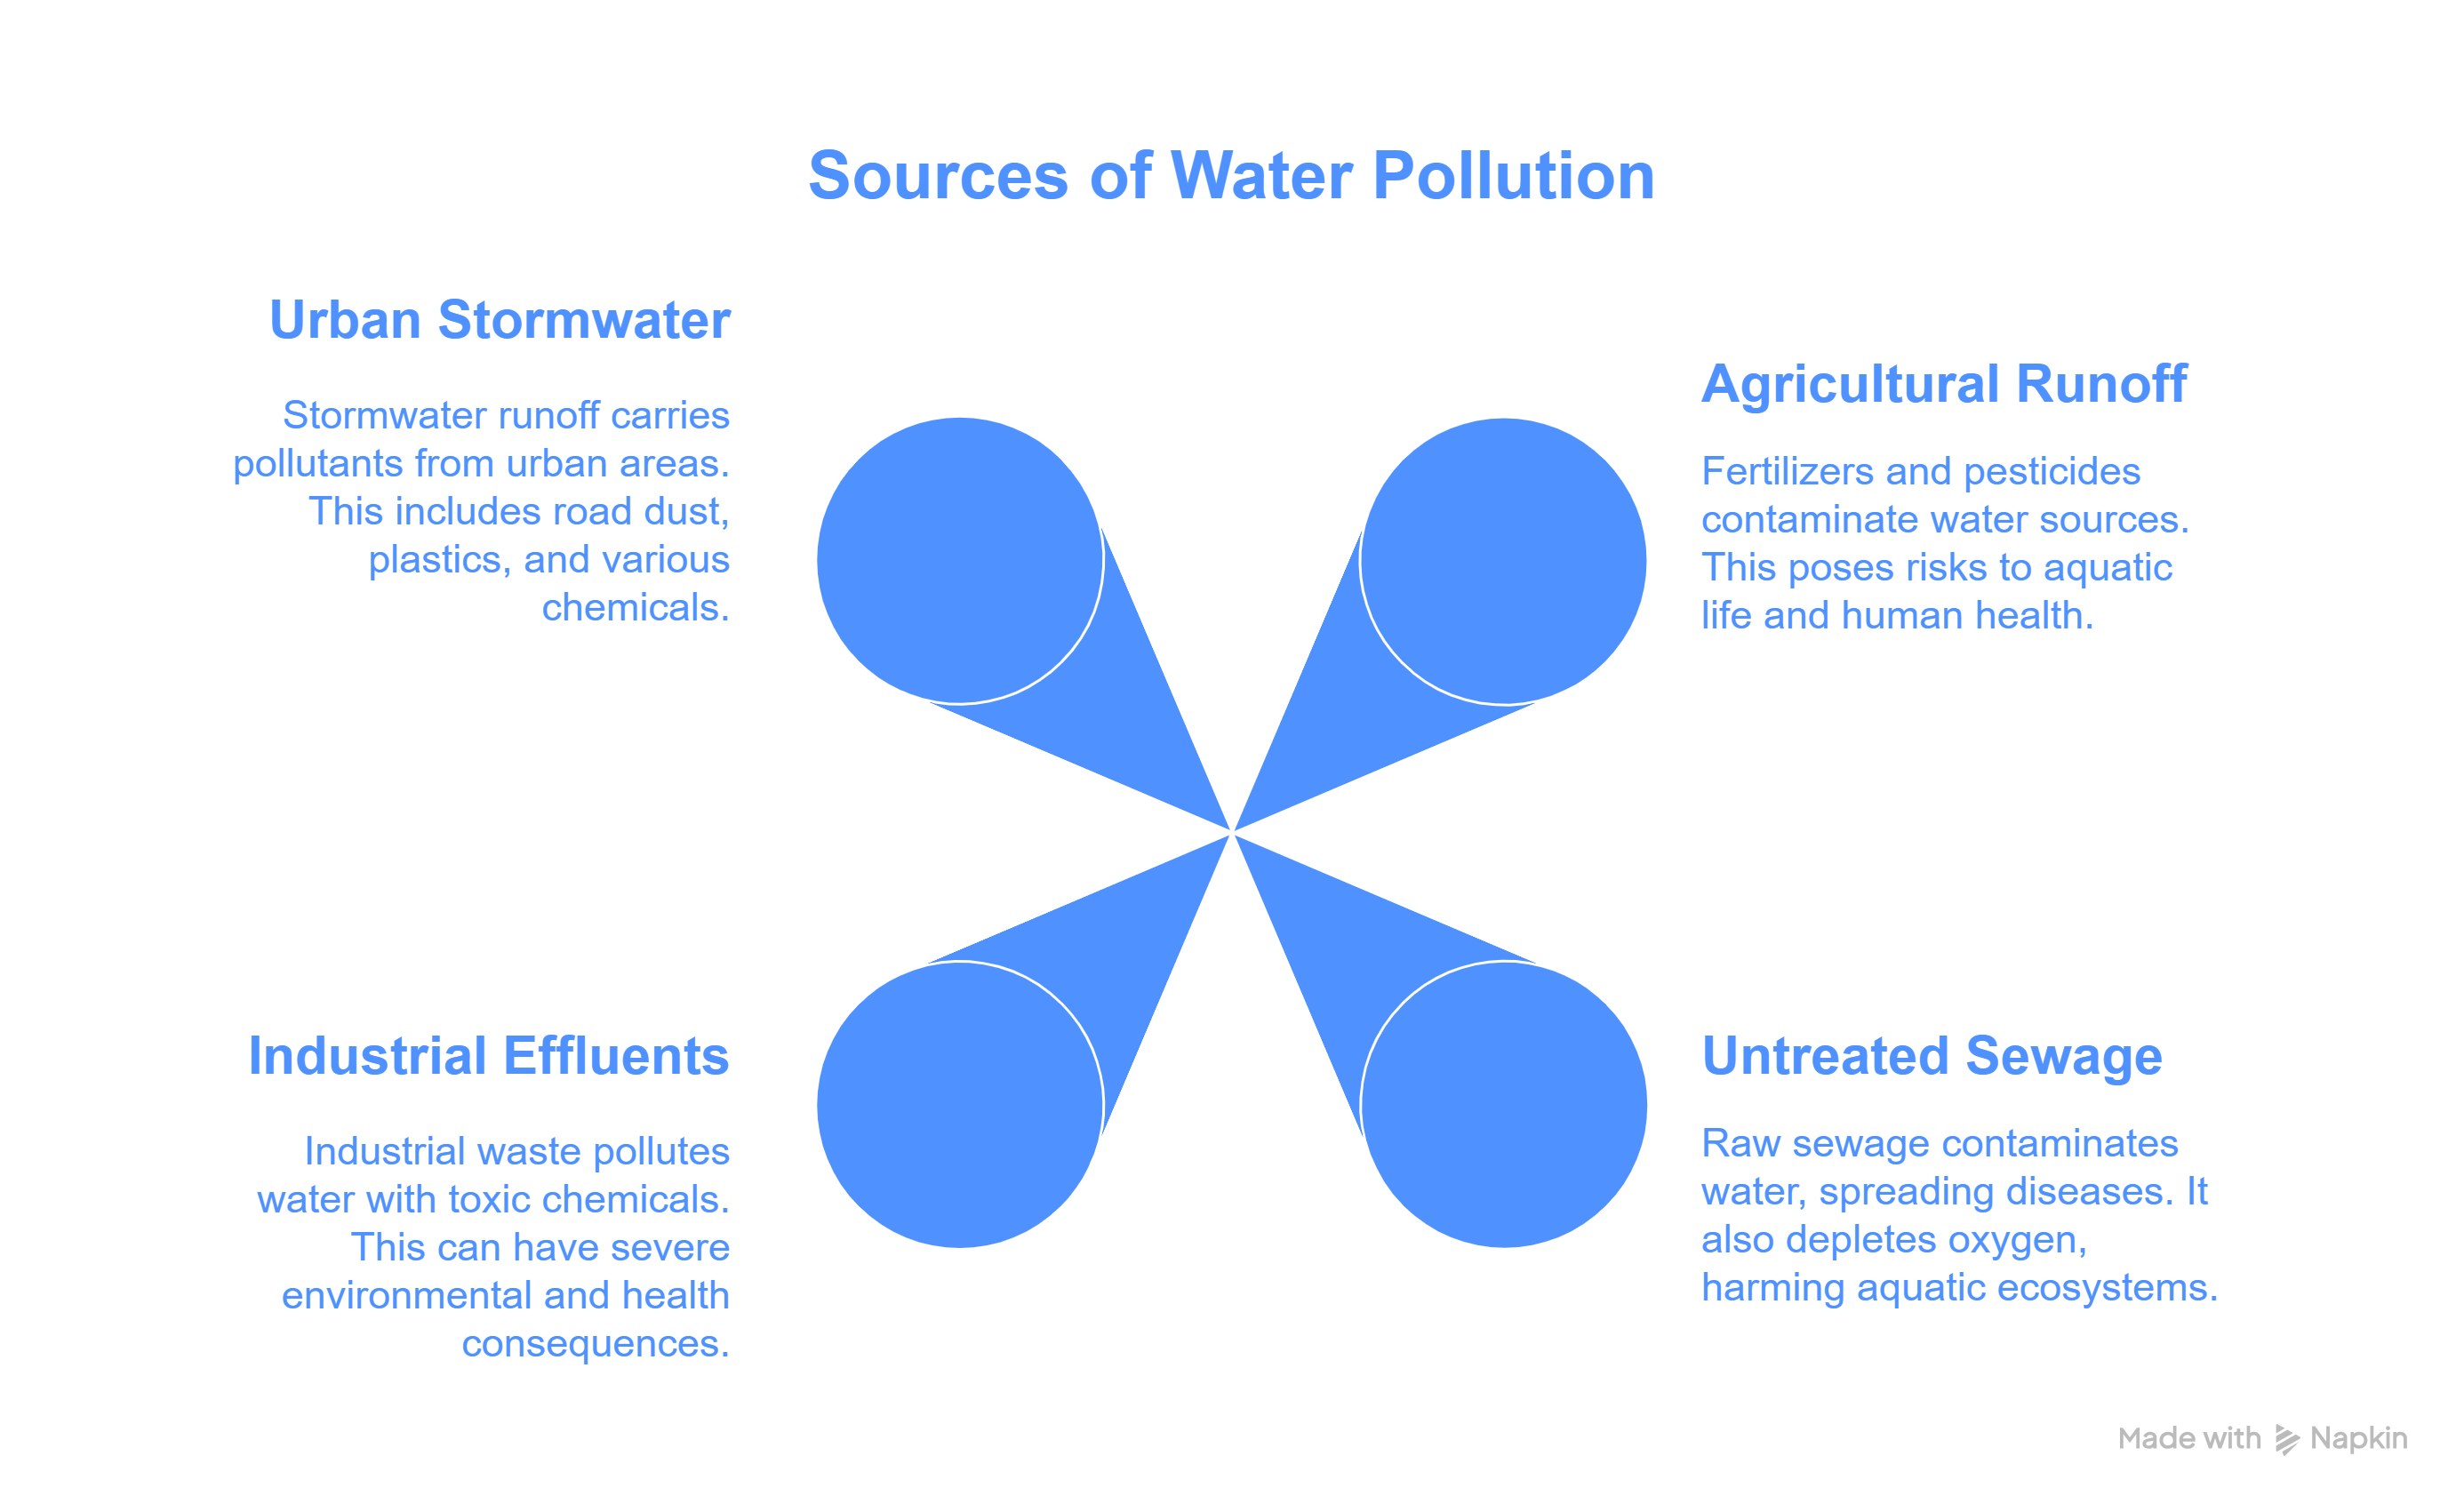 Sources of Water Pollution
Urban Stormwater
Stormwater runoff carries
pollutants from urban areas.
This includes road dust,
plastics, and various
chemicals.
Agricultural Runoff
Fertilizers and pesticides
contaminate water sources.
This poses risks to aquatic
life and human health.
Industrial Effluents
Industrial waste pollutes
water with toxic chemicals.
This can have severe
environmental and health
consequences.
Untreated Sewage
Raw sewage contaminates
water, spreading diseases. It
also depletes oxygen,
harming aquatic ecosystems.
Made with Napkin